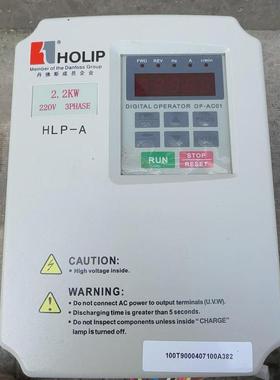 HOLIP
®
Member of the Danfoss Group
丹佛斯成员企业
2.2KW
220V 3PHASE
HLP-A
FWD REV Hz A r/min
DIGITAL OPERATOR OP-AC01
RUN
STOP
RESET
CAUTION:
High voltage inside.
WARNING:
Do not connect AC power to output terminals (U.V.W).
Discharging time is greater than 5 seconds.
Do not Inspect components unless inside "CHARGE"
lamp is turned off.
100T9000407100A382